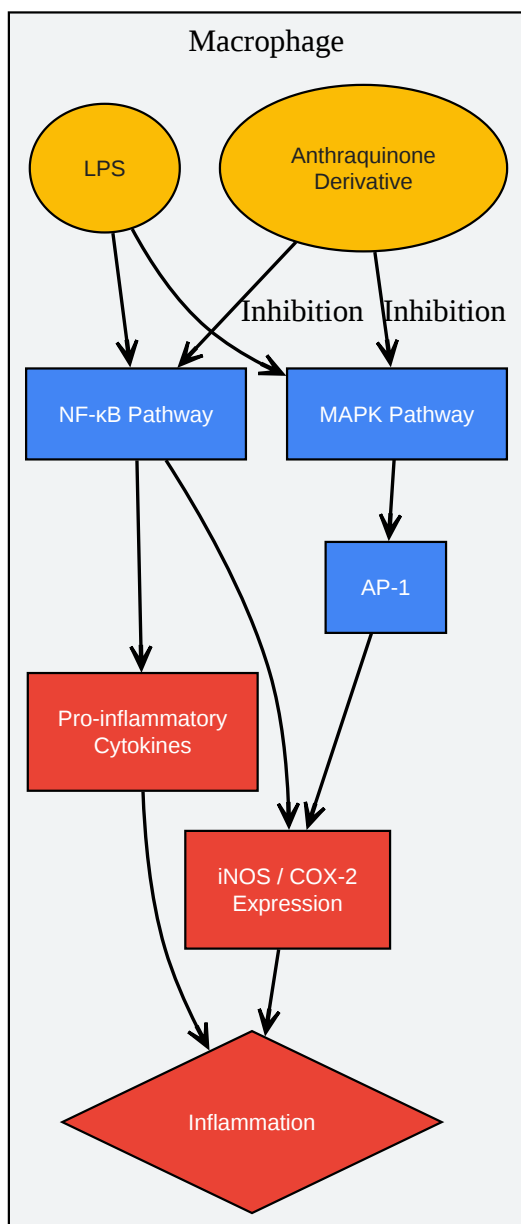 Macrophage
LPS
Anthraquinone
Derivative
Inhibition
Inhibition
NF-κB Pathway
MAPK Pathway
AP-1
Pro-inflammatory
Cytokines
iNOS / COX-2
Expression
Inflammation